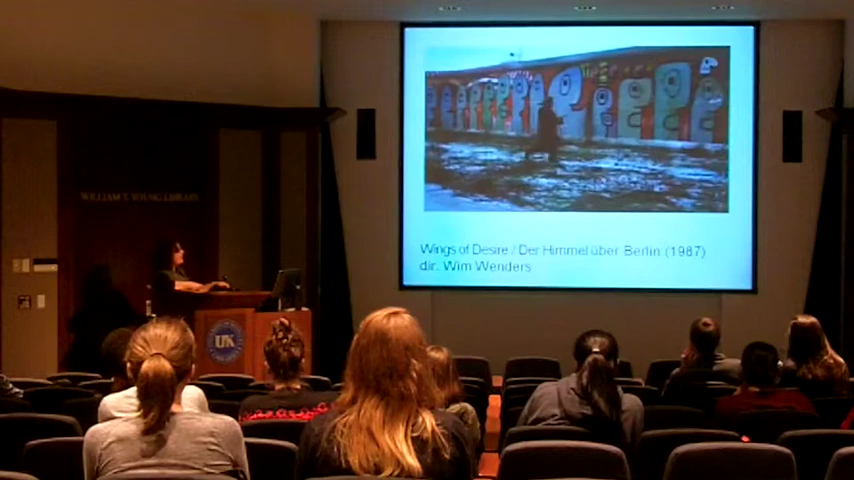 WILLIAM T. YOUNG LIBRARY
Wings of Desire / Der Himmel über Berlin (1987)
dir. Wim Wenders
UK